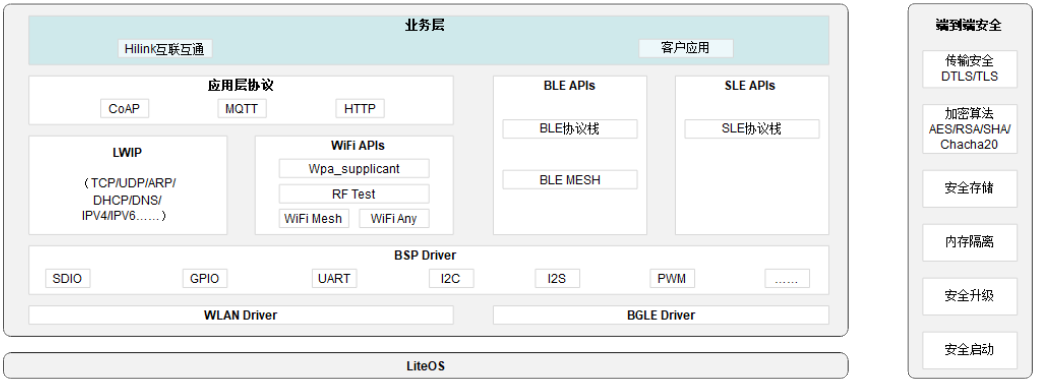 业务层
Hilink互联互通
客户应用
应用层协议
CoAP
MQTT
HTTP
LWIP
（TCP/UDP/ARP/
DHCP/DNS/
IPV4/IPV6……）
WiFi APIs
Wpa_supplicant
RF Test
WiFi Mesh
WiFi Any
BLE APIs
BLE协议栈
BLE MESH
SLE APIs
SLE协议栈
BSP Driver
SDIO
GPIO
UART
I2C
I2S
PWM
……
WLAN Driver
BGLE Driver
LiteOS
端到端安全
传输安全
DTLS/TLS
加密算法
AES/RSA/SHA/
Chacha20
安全存储
内存隔离
安全升级
安全启动